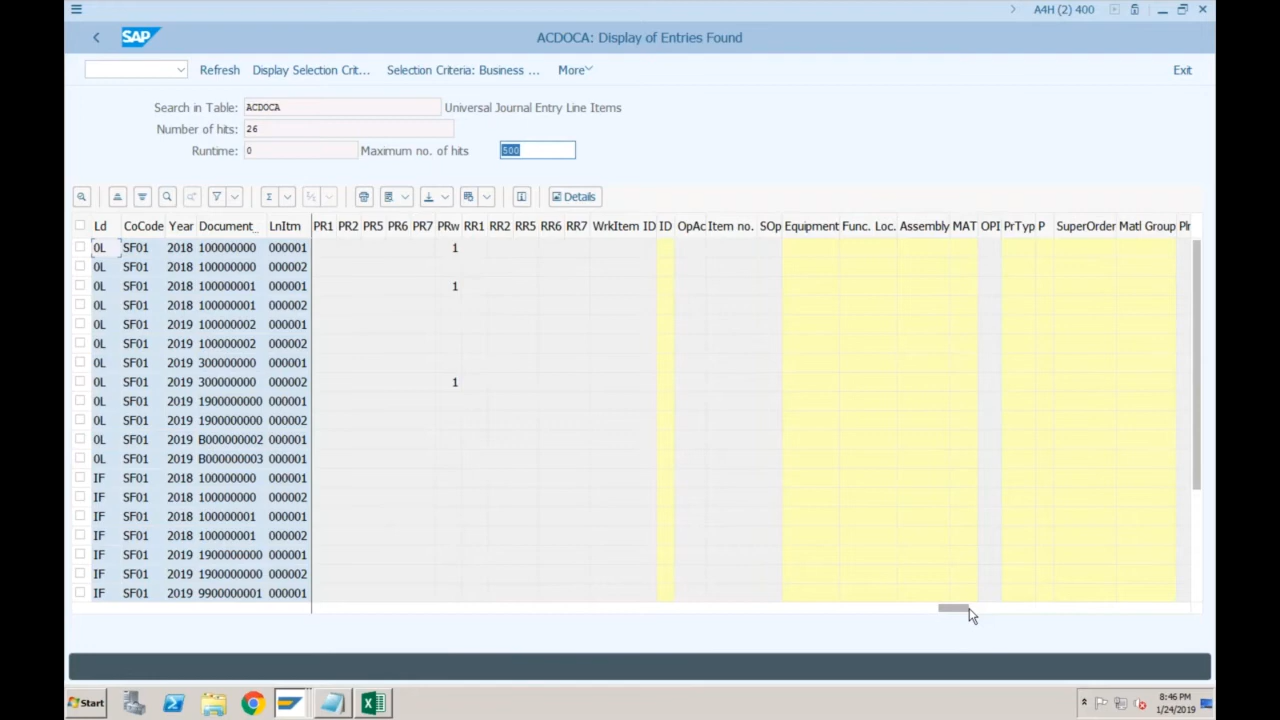 A4H (2) 400
SAP ACDOCA: Display of Entries Found
Refresh Display Selection Crit... Selection Criteria: Business ... More Exit
Search in Table: ACDOCA Universal Journal Entry Line Items
Number of hits: 26
Runtime: 0 Maximum no. of hits 500
Details
Ld CoCode Year Document_ LnItm PR1 PR2 PR5 PR6 PR7 PRw RR1 RR2 RR5 RR6 RR7 WrkItem ID ID OpAc Item no. SOp Equipment Func. Loc. Assembly MAT OPI PrTyp P SuperOrder Matl Group Plr
0L SF01 2018 100000000 000001 1
0L SF01 2018 100000000 000002
0L SF01 2018 100000001 000001 1
0L SF01 2018 100000001 000002
0L SF01 2019 100000002 000001
0L SF01 2019 100000002 000002
0L SF01 2019 300000000 000001
0L SF01 2019 300000000 000002 1
0L SF01 2019 1900000000 000001
0L SF01 2019 1900000000 000002
0L SF01 2019 B000000002 000001
0L SF01 2019 B000000003 000001
IF SF01 2018 100000000 000001
IF SF01 2018 100000000 000002
IF SF01 2018 100000001 000001
IF SF01 2018 100000001 000002
IF SF01 2019 1900000000 000001
IF SF01 2019 1900000000 000002
IF SF01 2019 9900000001 000001
Start 8:46 PM
1/24/2019